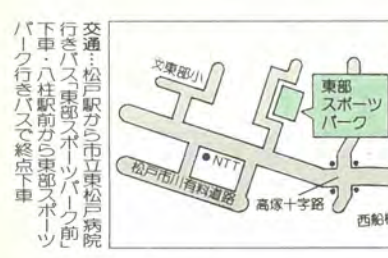 交通…松戸駅から市立東松戸病院
行きバス「東部スポーツパーク前」
下車・八柱駅前から東部スポーツ
パーク行きバスで終点下車
文東部小
東部
スポーツ
パーク
NTT
松戸市川有料道路
高塚十字路
西船